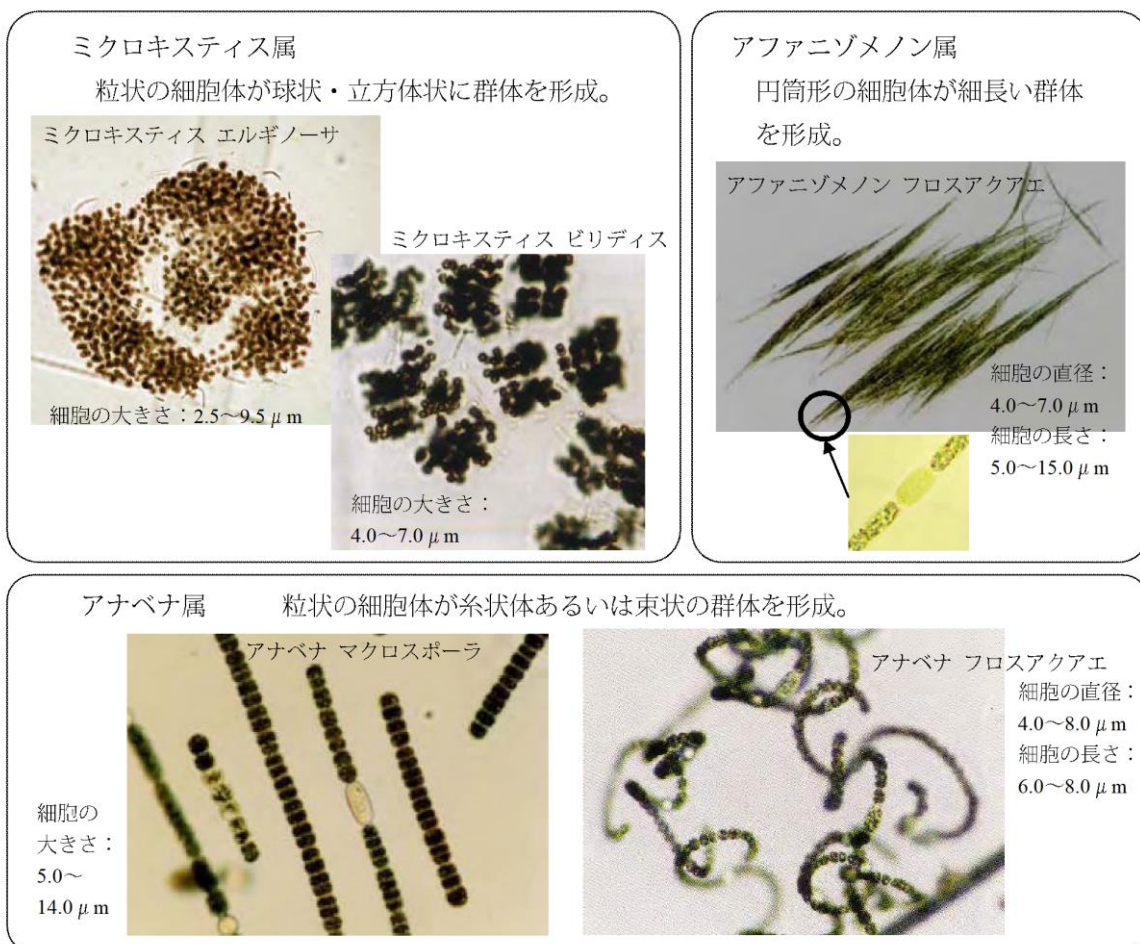 ミクロキスティス属
粒状の細胞体が球状・立方体状に群体を形成。
ミクロキスティス エルギノーサ
細胞の大きさ：2.5～9.5μm
ミクロキスティス ビリディス
細胞の大きさ：
4.0～7.0μm
アファニゾメノン属
円筒形の細胞体が細長い群体
を形成。
アファニゾメノン フロスアクアエ
細胞の直径：
4.0～7.0μm
細胞の長さ：
5.0～15.0μm
アナベナ属 粒状の細胞体が糸状体あるいは束状の群体を形成。
アナベナ マクロスポーラ
細胞の
大きさ：
5.0～
14.0μm
アナベナ フロスアクアエ
細胞の直径：
4.0～8.0μm
細胞の長さ：
6.0～8.0μm